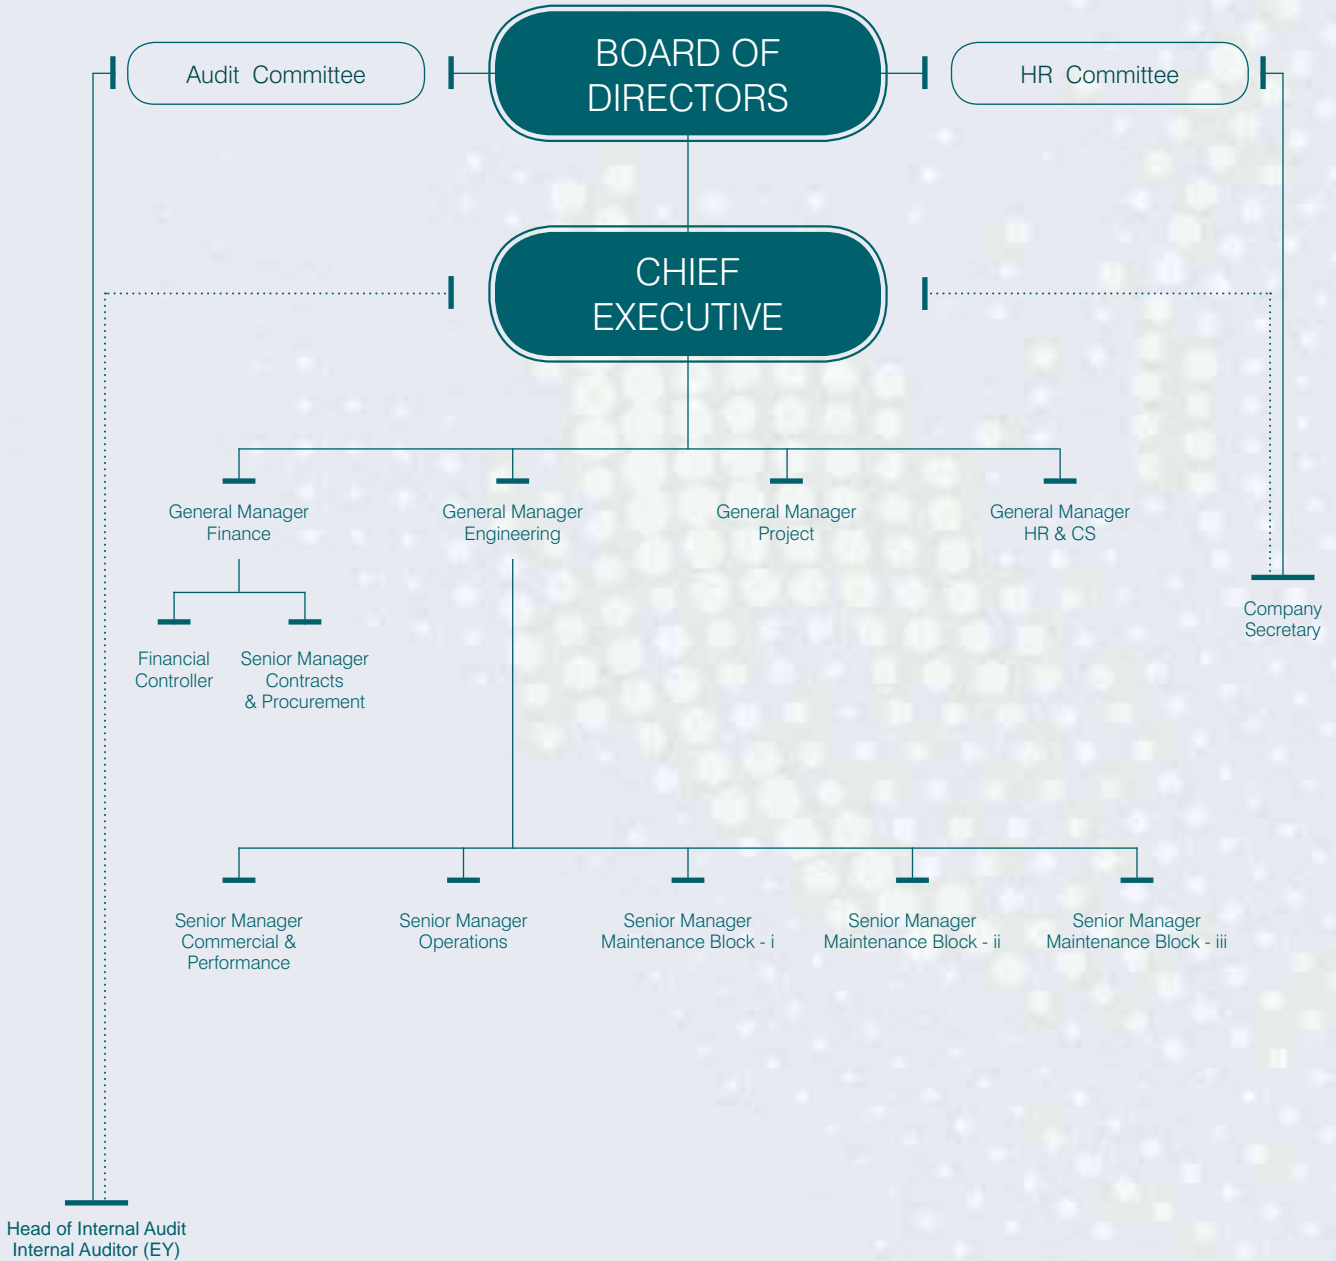 Audit Committee
BOARD OF
DIRECTORS
HR Committee
CHIEF
EXECUTIVE
General Manager
Finance
General Manager
Engineering
General Manager
Project
General Manager
HR & CS
Company
Secretary
Financial
Controller
Senior Manager
Contracts
& Procurement
Senior Manager
Commercial &
Performance
Senior Manager
Operations
Senior Manager
Maintenance Block - i
Senior Manager
Maintenance Block - ii
Senior Manager
Maintenance Block - iii
Head of Internal Audit
Internal Auditor (EY)